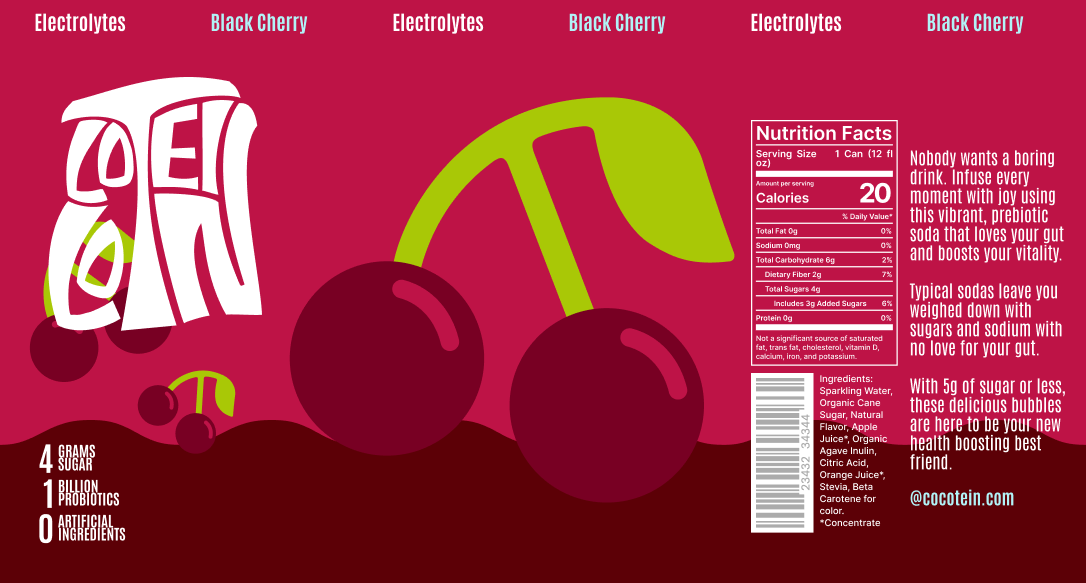 Electrolytes Black Cherry Electrolytes Black Cherry Electrolytes Black Cherry
COCOTEIN
4 GRAMS
SUGAR
1 BILLION
PROBIOTICS
0 ARTIFICIAL
INGREDIENTS
Nutrition Facts
Serving Size 1 Can (12 fl
oz)
Amount per serving
Calories 20
% Daily Value*
Total Fat 0g 0%
Sodium 0mg 0%
Total Carbohydrate 6g 2%
Dietary Fiber 2g 7%
Total Sugars 4g
Includes 3g Added Sugars 6%
Protein 0g 0%
Not a significant source of saturated
fat, trans fat, cholesterol, vitamin D,
calcium, iron, and potassium.
23432 34344
Ingredients:
Sparkling Water,
Organic Cane
Sugar, Natural
Flavor, Apple
Juice*, Organic
Agave Inulin,
Citric Acid,
Orange Juice*,
Stevia, Beta
Carotene for
color.
*Concentrate
Nobody wants a boring
drink. Infuse every
moment with joy using
this vibrant, prebiotic
soda that loves your gut
and boosts your vitality.
Typical sodas leave you
weighed down with
sugars and sodium with
no love for your gut.
With 5g of sugar or less,
these delicious bubbles
are here to be your new
health boosting best
friend.
@cocotein.com